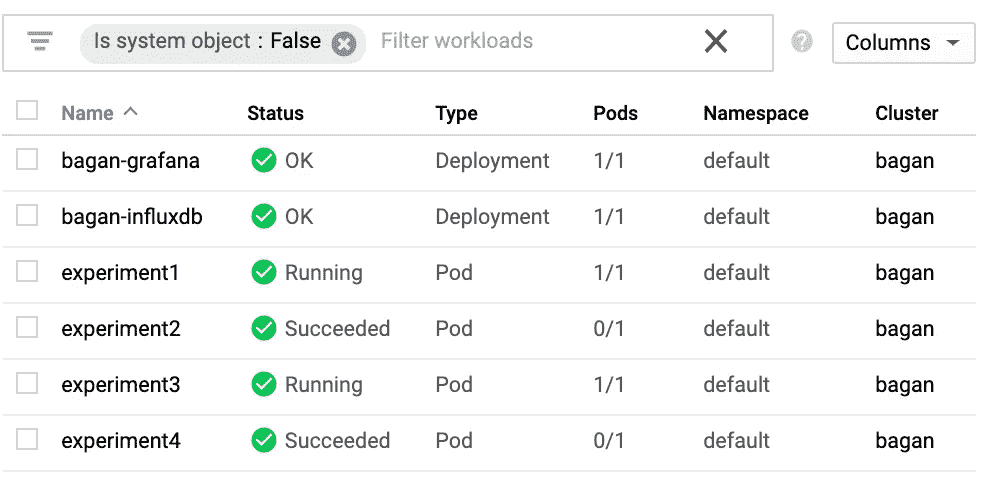 Is system object : False Filter workloads Columns
Name Status Type Pods Namespace Cluster
bagan-grafana OK Deployment 1/1 default bagan
bagan-influxdb OK Deployment 1/1 default bagan
experiment1 Running Pod 1/1 default bagan
experiment2 Succeeded Pod 0/1 default bagan
experiment3 Running Pod 1/1 default bagan
experiment4 Succeeded Pod 0/1 default bagan